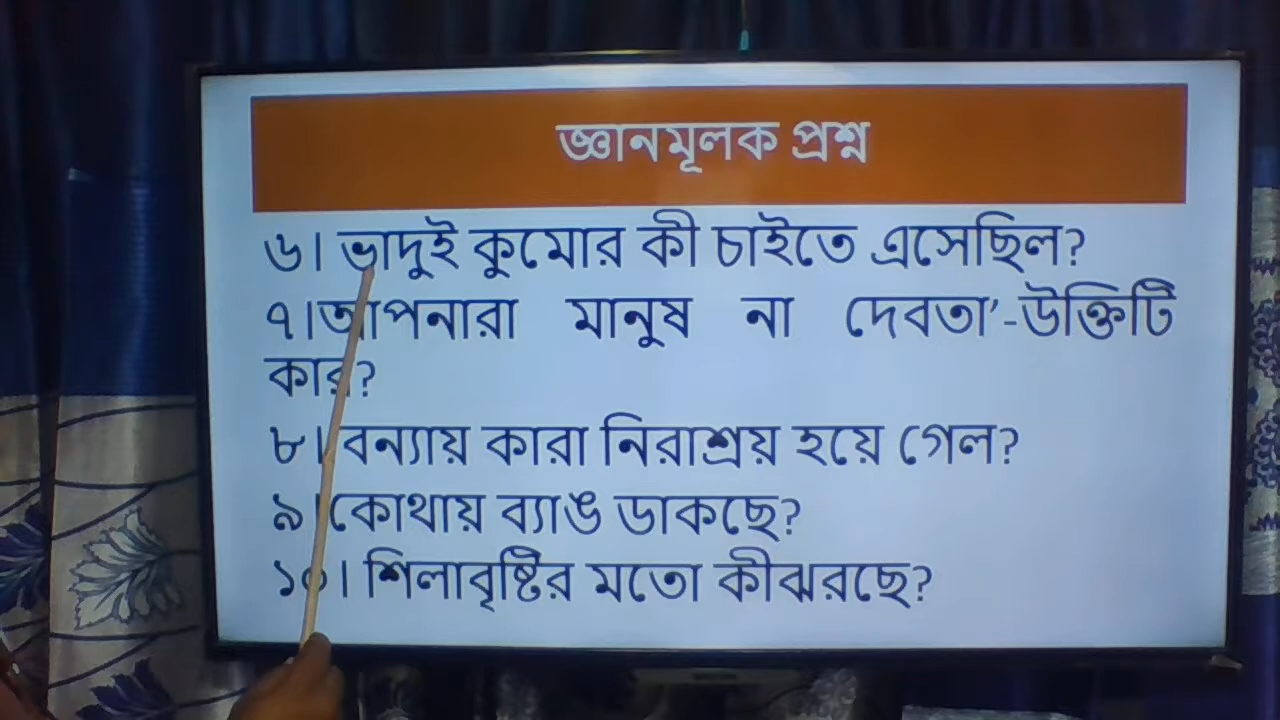 জ্ঞানমূলক প্রশ্ন
৬। ভাদুই কুমোর কী চাইতে এসেছিল?
৭।আপনারা মানুষ না দেবতা’-উক্তিটি
কার?
৮। বন্যায় কারা নিরাশ্রয় হয়ে গেল?
৯।কোথায় ব্যাঙ ডাকছে?
১০। শিলাবৃষ্টির মতো কীঝরছে?